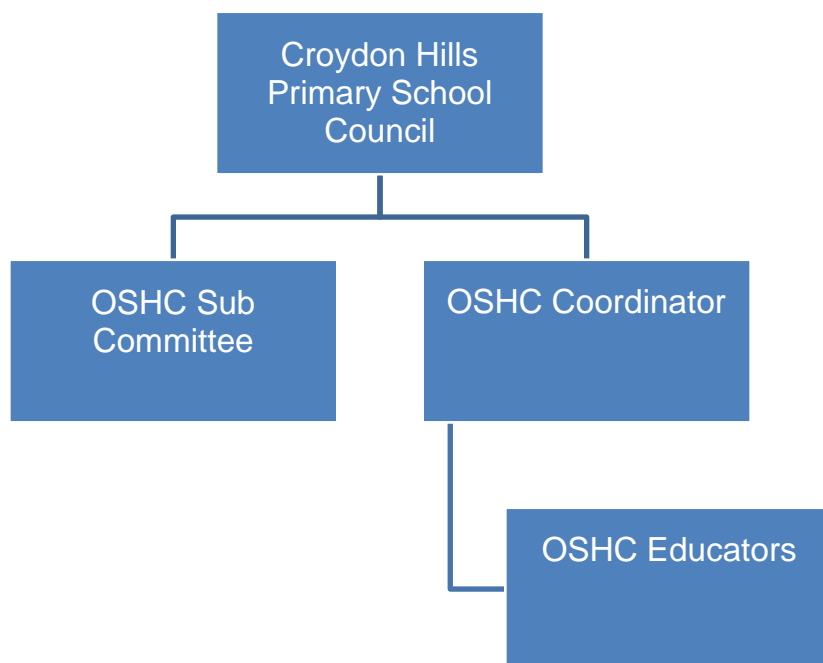 Croydon Hills
Primary School
Council
OSHC Sub
Committee
OSHC Coordinator
OSHC Educators